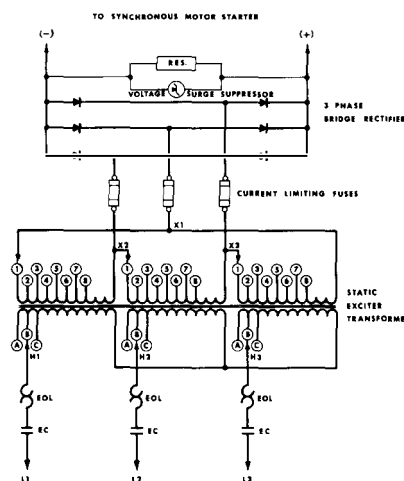 TO SYNCHRONOUS MOTOR STARTER
(-) (+)
RES.
VOLTAGE SURGE SUPPRESSOR
3 PHASE
BRIDGE RECTIFIER
CURRENT LIMITING FUSES
X1
X2 X3
1 3 5 7 1 3 5 7 1 3 5 7
2 4 6 8 2 4 6 8 2 4 6 8
STATIC
EXCITER
TRANSFORME
A B C A B C A B C
H1 H2 H3
EOL EOL EOL
EC EC EC
L1 L2 L3